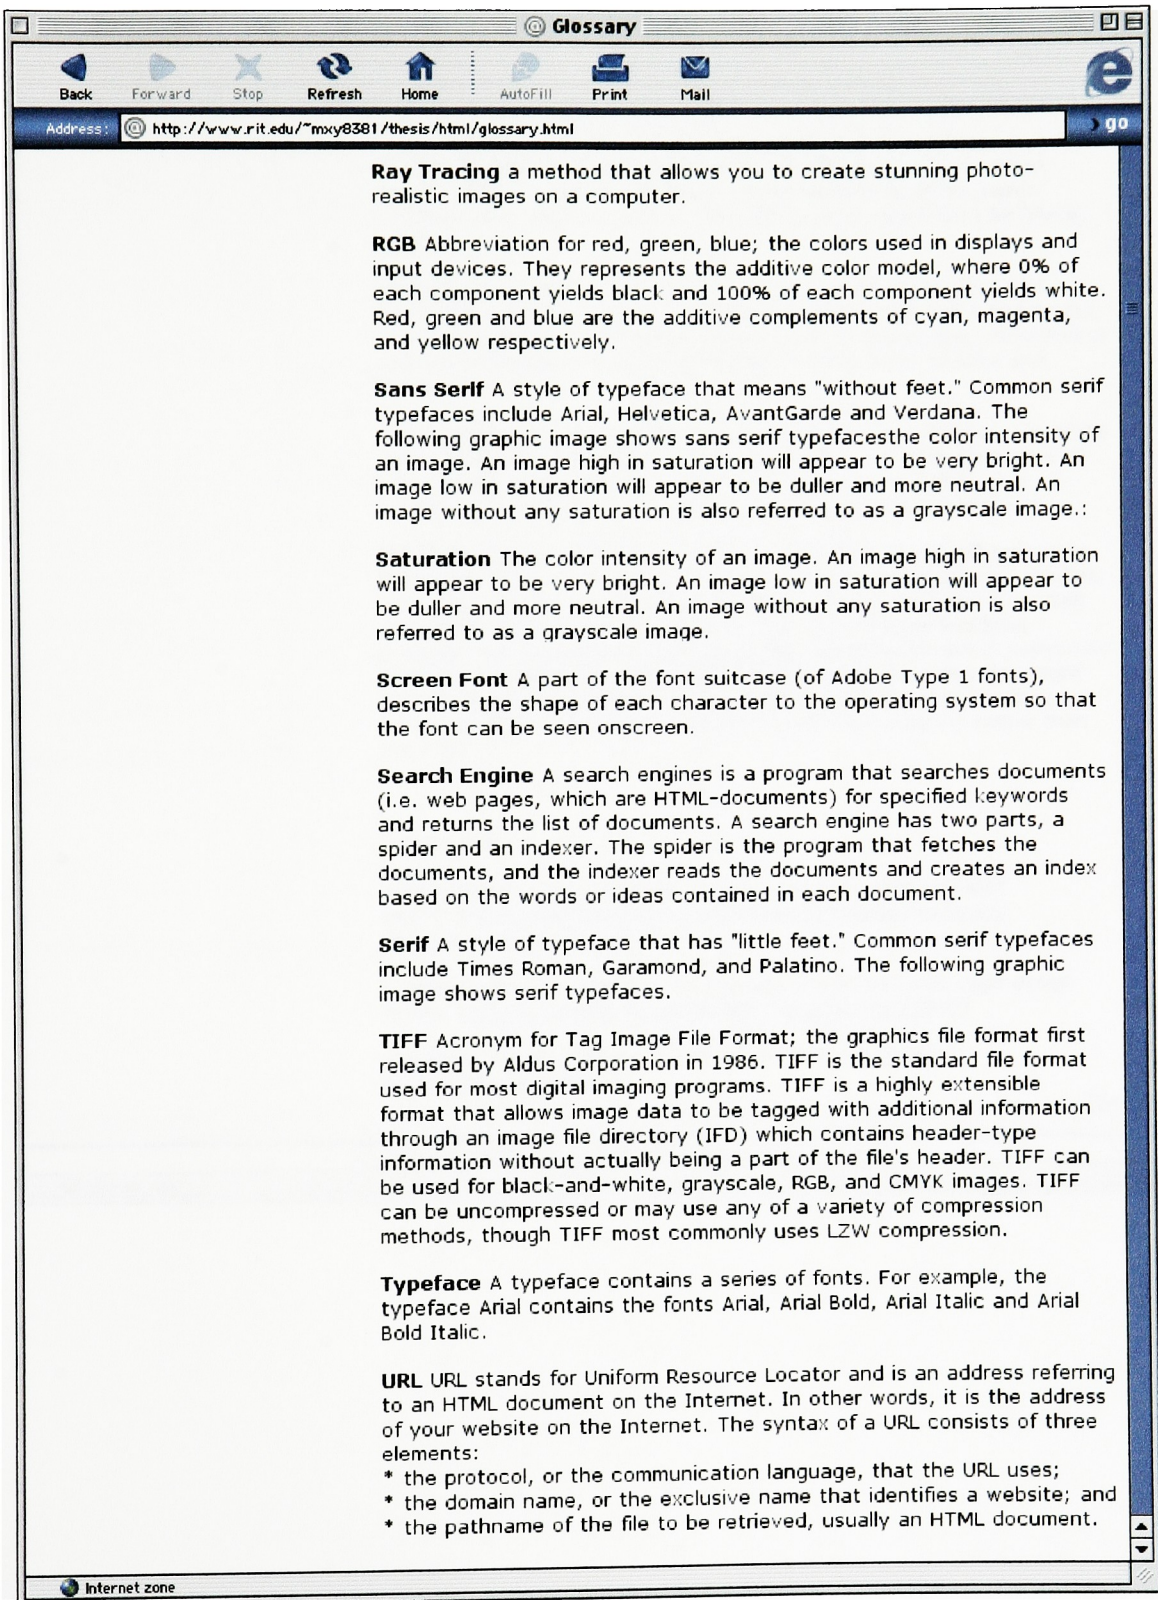 Glossary
Back Forward Stop Refresh Home AutoFill Print Mail
Address: @ http://www.rit.edu/~mxy8381/thesis/html/glossary.html go
Ray Tracing a method that allows you to create stunning photo-
realistic images on a computer.
RGB Abbreviation for red, green, blue; the colors used in displays and
input devices. They represents the additive color model, where 0% of
each component yields black and 100% of each component yields white.
Red, green and blue are the additive complements of cyan, magenta,
and yellow respectively.
Sans Serif A style of typeface that means "without feet." Common serif
typefaces include Arial, Helvetica, AvantGarde and Verdana. The
following graphic image shows sans serif typefacesthe color intensity of
an image. An image high in saturation will appear to be very bright. An
image low in saturation will appear to be duller and more neutral. An
image without any saturation is also referred to as a grayscale image.:
Saturation The color intensity of an image. An image high in saturation
will appear to be very bright. An image low in saturation will appear to
be duller and more neutral. An image without any saturation is also
referred to as a grayscale image.
Screen Font A part of the font suitcase (of Adobe Type 1 fonts),
describes the shape of each character to the operating system so that
the font can be seen onscreen.
Search Engine A search engines is a program that searches documents
(i.e. web pages, which are HTML-documents) for specified keywords
and returns the list of documents. A search engine has two parts, a
spider and an indexer. The spider is the program that fetches the
documents, and the indexer reads the documents and creates an index
based on the words or ideas contained in each document.
Serif A style of typeface that has "little feet." Common serif typefaces
include Times Roman, Garamond, and Palatino. The following graphic
image shows serif typefaces.
TIFF Acronym for Tag Image File Format; the graphics file format first
released by Aldus Corporation in 1986. TIFF is the standard file format
used for most digital imaging programs. TIFF is a highly extensible
format that allows image data to be tagged with additional information
through an image file directory (IFD) which contains header-type
information without actually being a part of the file's header. TIFF can
be used for black-and-white, grayscale, RGB, and CMYK images. TIFF
can be uncompressed or may use any of a variety of compression
methods, though TIFF most commonly uses LZW compression.
Typeface A typeface contains a series of fonts. For example, the
typeface Arial contains the fonts Arial, Arial Bold, Arial Italic and Arial
Bold Italic.
URL URL stands for Uniform Resource Locator and is an address referring
to an HTML document on the Internet. In other words, it is the address
of your website on the Internet. The syntax of a URL consists of three
elements:
* the protocol, or the communication language, that the URL uses;
* the domain name, or the exclusive name that identifies a website; and
* the pathname of the file to be retrieved, usually an HTML document.
Internet zone